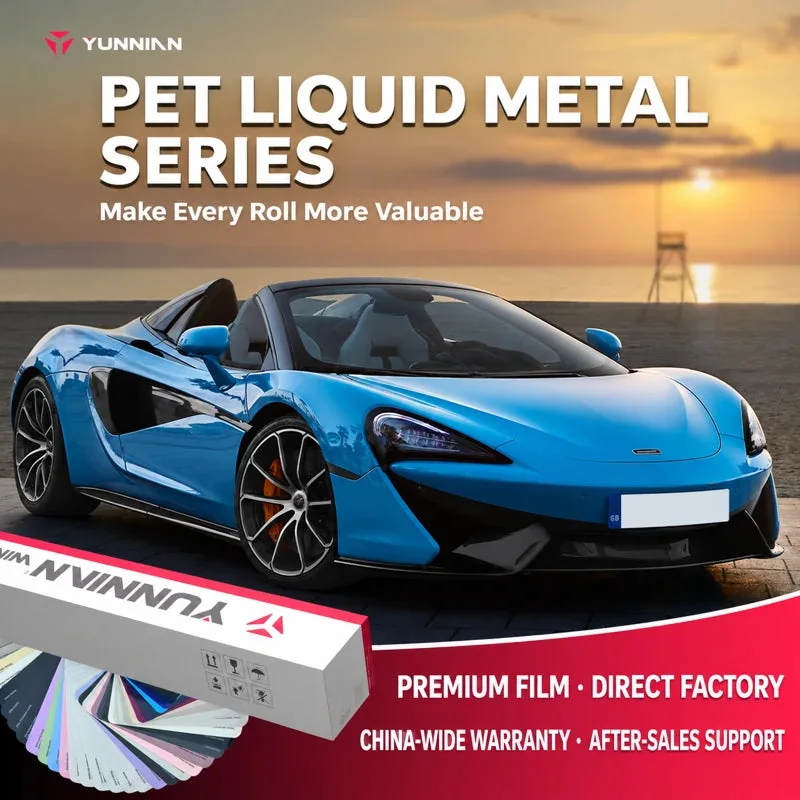 YUNNIAN
PET LIQUID METAL
SERIES
Make Every Roll More Valuable
GB
YUNNIAN WIN
PREMIUM FILM · DIRECT FACTORY
CHINA-WIDE WARRANTY · AFTER-SALES SUPPORT